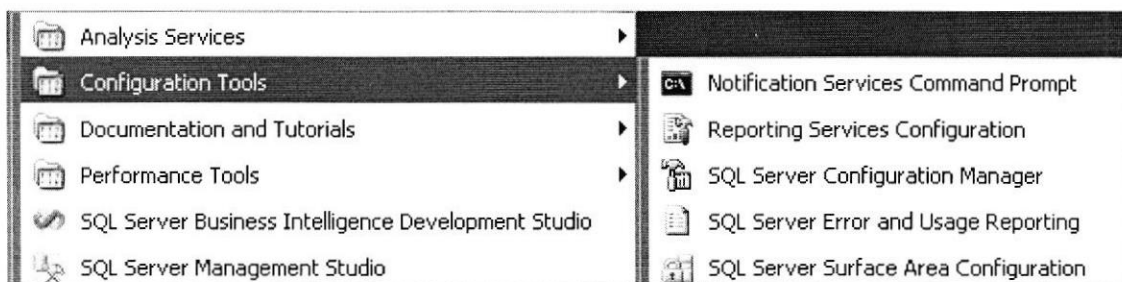 Analysis Services
Configuration Tools
Documentation and Tutorials
Performance Tools
SQL Server Business Intelligence Development Studio
SQL Server Management Studio
C:\
Notification Services Command Prompt
Reporting Services Configuration
SQL Server Configuration Manager
SQL Server Error and Usage Reporting
SQL Server Surface Area Configuration